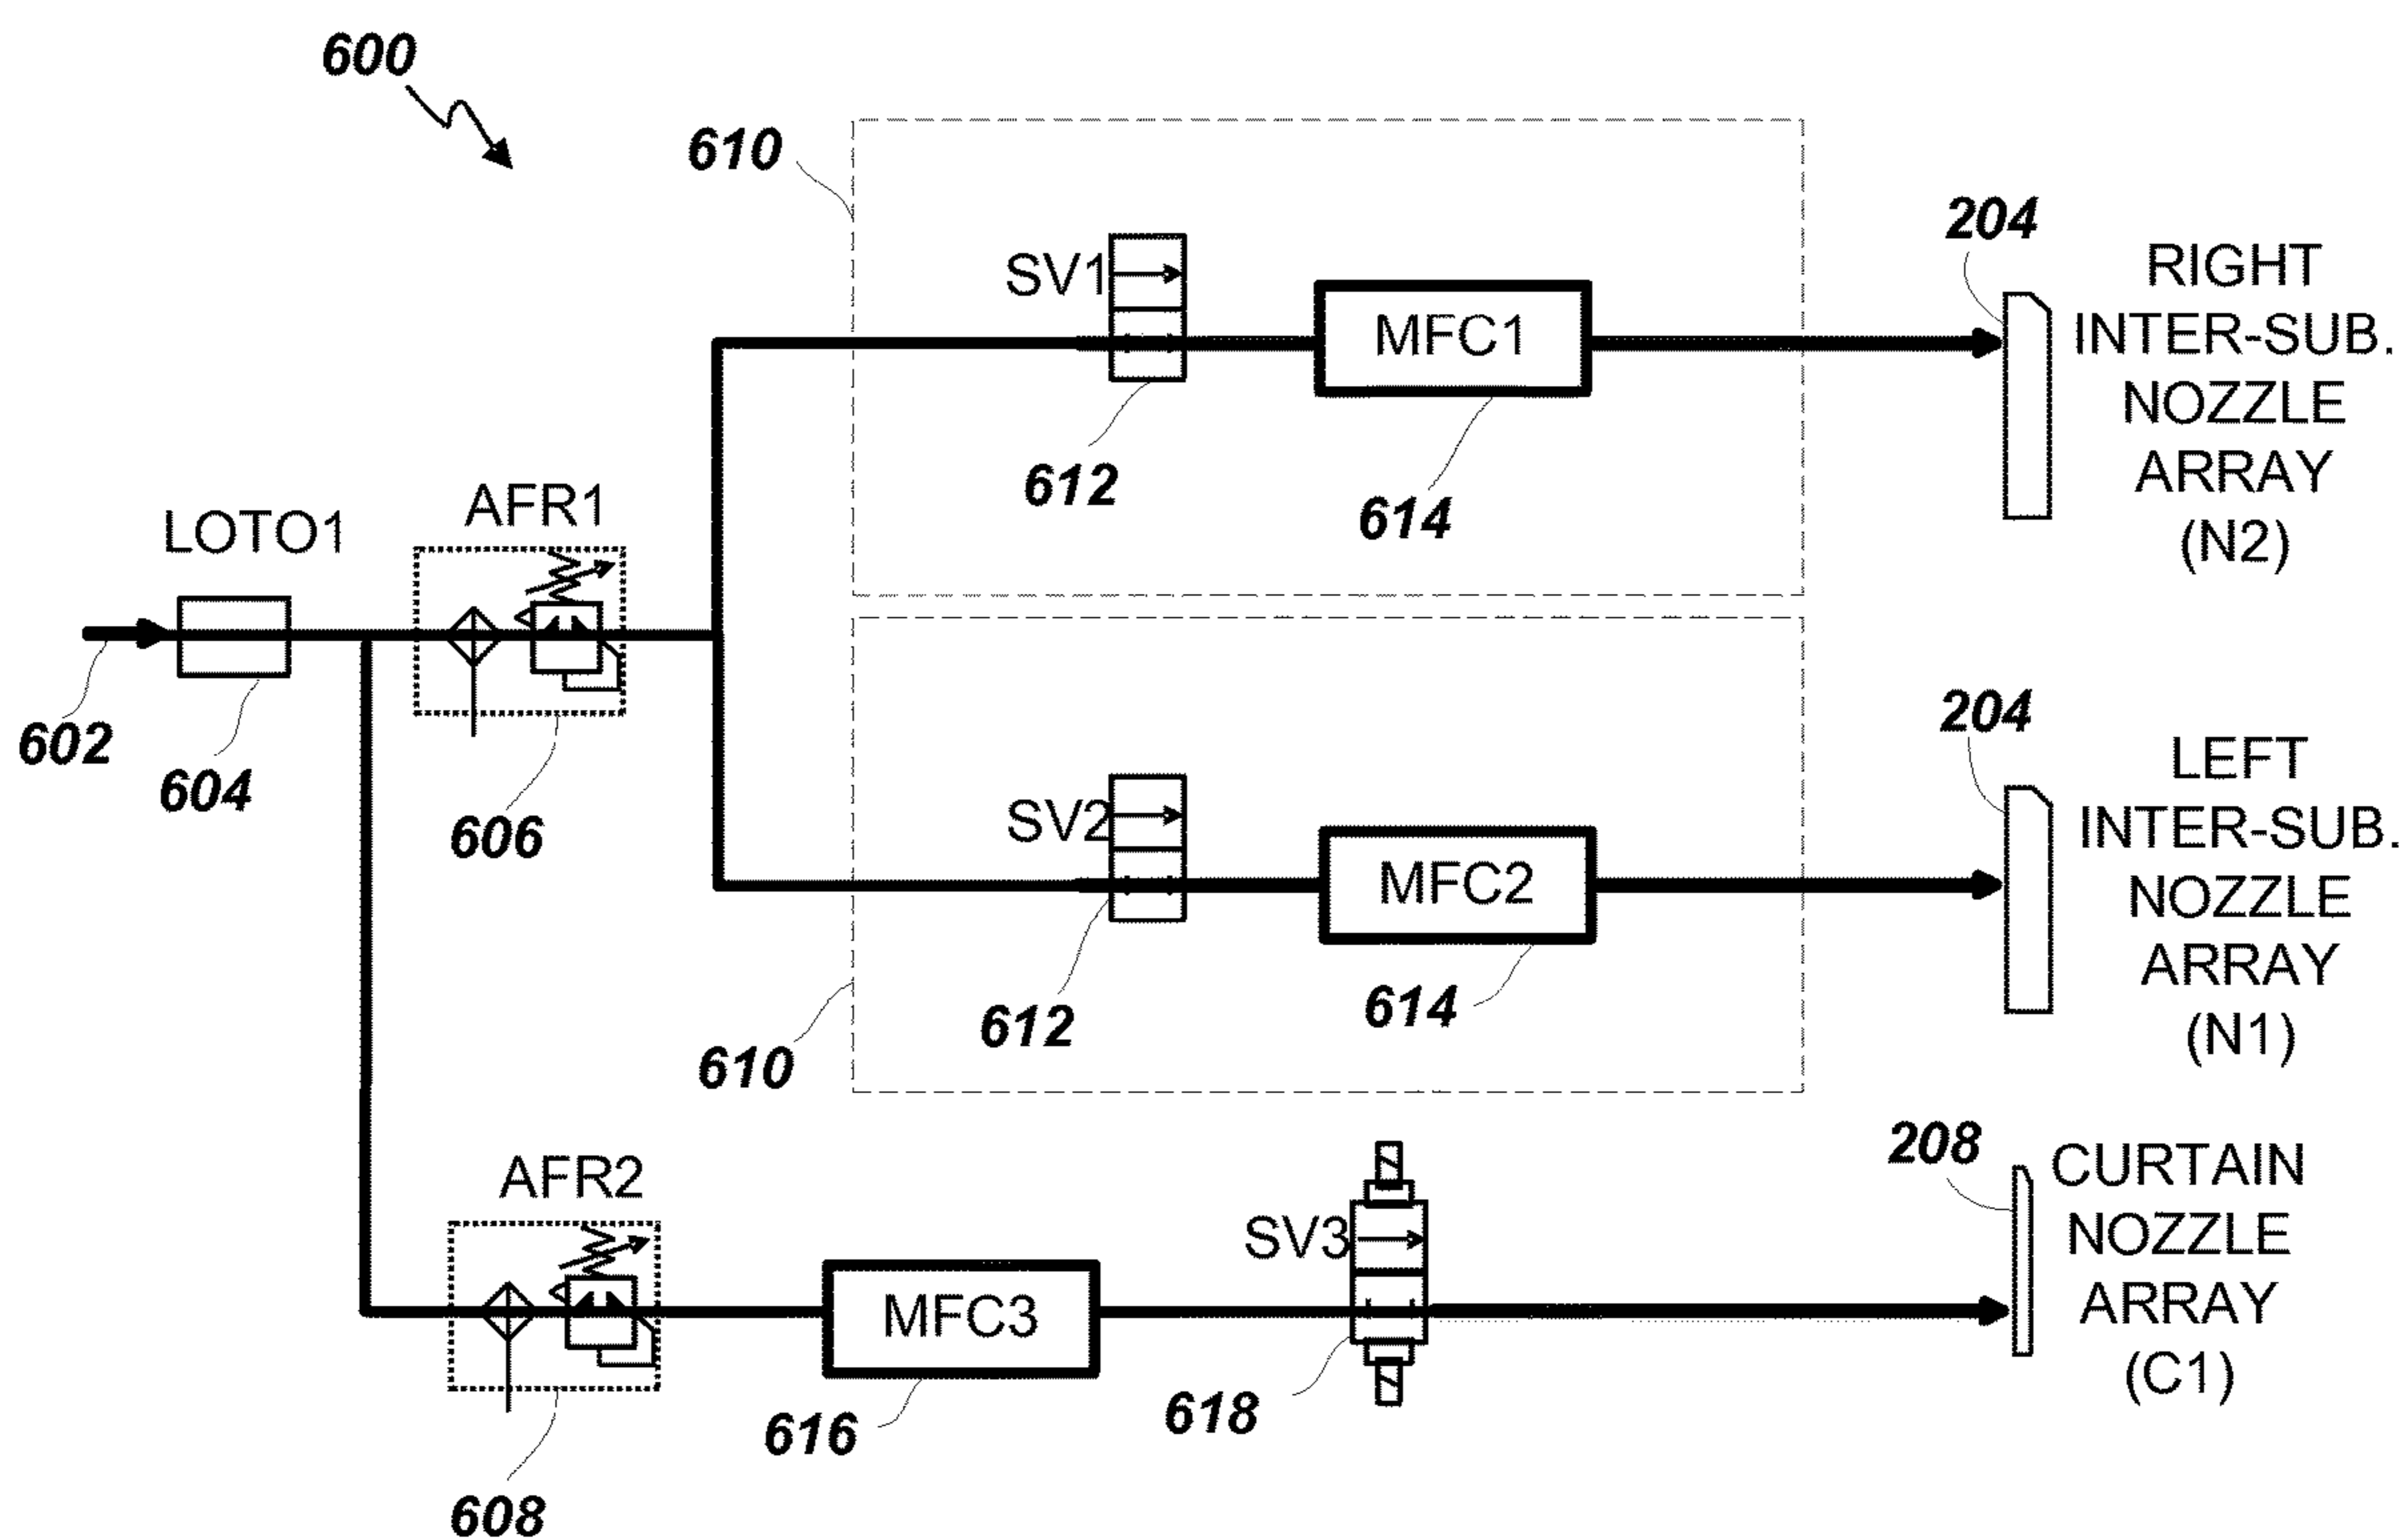 600
610
204
RIGHT
INTER-SUB.
NOZZLE
ARRAY
(N2)
SV1
MFC1
612
614
LOTO1
AFR1
602
604
606
204
LEFT
INTER-SUB.
NOZZLE
ARRAY
(N1)
SV2
MFC2
612
614
610
208
CURTAIN
NOZZLE
ARRAY
(C1)
AFR2
MFC3
SV3
616
618
608